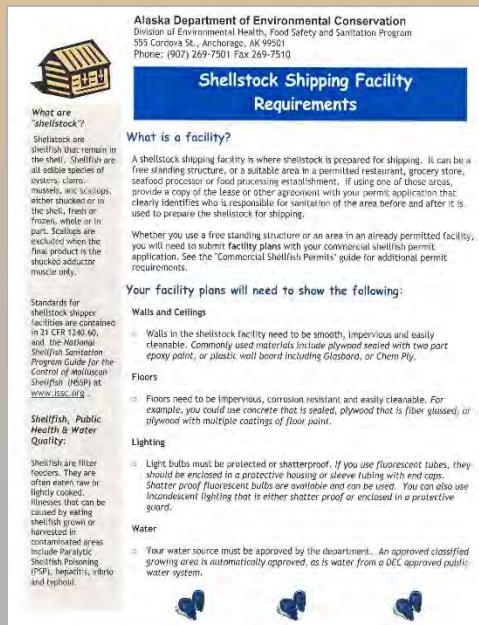 Alaska Department of Environmental Conservation
Division of Environmental Health, Food Safety and Sanitation Program
555 Cordova St., Anchorage, AK 99501
Phone: (907) 269-7501 Fax 269-7510
Shellstock Shipping Facility
Requirements
What are
"shellstock"?
Shellstock are
shellfish that remain in
the shell. Shellfish are
all edible species of
oysters, clams,
mussels, and scallops,
either shucked or in
the shell, fresh or
frozen, whole or in
part. Scallops are
excluded when the
final product is the
shucked adductor
muscle only.
Standards for
shellstock shipper
facilities are contained
in 21 CFR 1240.60,
and the National
Shellfish Sanitation
Program Guide for the
Control of Molluscan
Shellfish (NSSP) at
www.issc.org .
Shellfish, Public
Health & Water
Quality:
Shellfish are filter
feeders. They are
often eaten raw or
lightly cooked.
Illnesses that can be
caused by eating
shellfish grown or
harvested in
contaminated areas
include Paralytic
Shellfish Poisoning
(PSP), hepatitis, vibrio
and typhoid.
What is a facility?
A shellstock shipping facility is where shellstock is prepared for shipping. It can be a
free standing structure, or a suitable area in a permitted restaurant, grocery store,
seafood processor or food processing establishment. If using one of these areas,
provide a copy of the lease or other agreement with your permit application that
clearly identifies who is responsible for sanitation of the area before and after it is
used to prepare the shellstock for shipping.
Whether you use a free standing structure or an area in an already permitted facility,
you will need to submit facility plans with your commercial shellfish permit
application. See the "Commercial Shellfish Permits" guide for additional permit
requirements.
Your facility plans will need to show the following:
Walls and Ceilings
Walls in the shellstock facility need to be smooth, impervious and easily
cleanable. Commonly used materials include plywood sealed with two part
epoxy paint, or plastic wall board including Glasbord, or Chem Ply.
Floors
Floors need to be impervious, corrosion resistant and easily cleanable. For
example, you could use concrete that is sealed, plywood that is fiber glassed, or
plywood with multiple coatings of floor paint.
Lighting
Light bulbs must be protected or shatterproof. If you use fluorescent tubes, they
should be enclosed in a protective housing or sleeve tubing with end caps.
Shatter proof fluorescent bulbs are available and can be used. You can also use
incandescent lighting that is either shatter proof or enclosed in a protective
guard.
Water
Your water source must be approved by the department. An approved classified
growing area is automatically approved, as is water from a DEC approved public
water system.